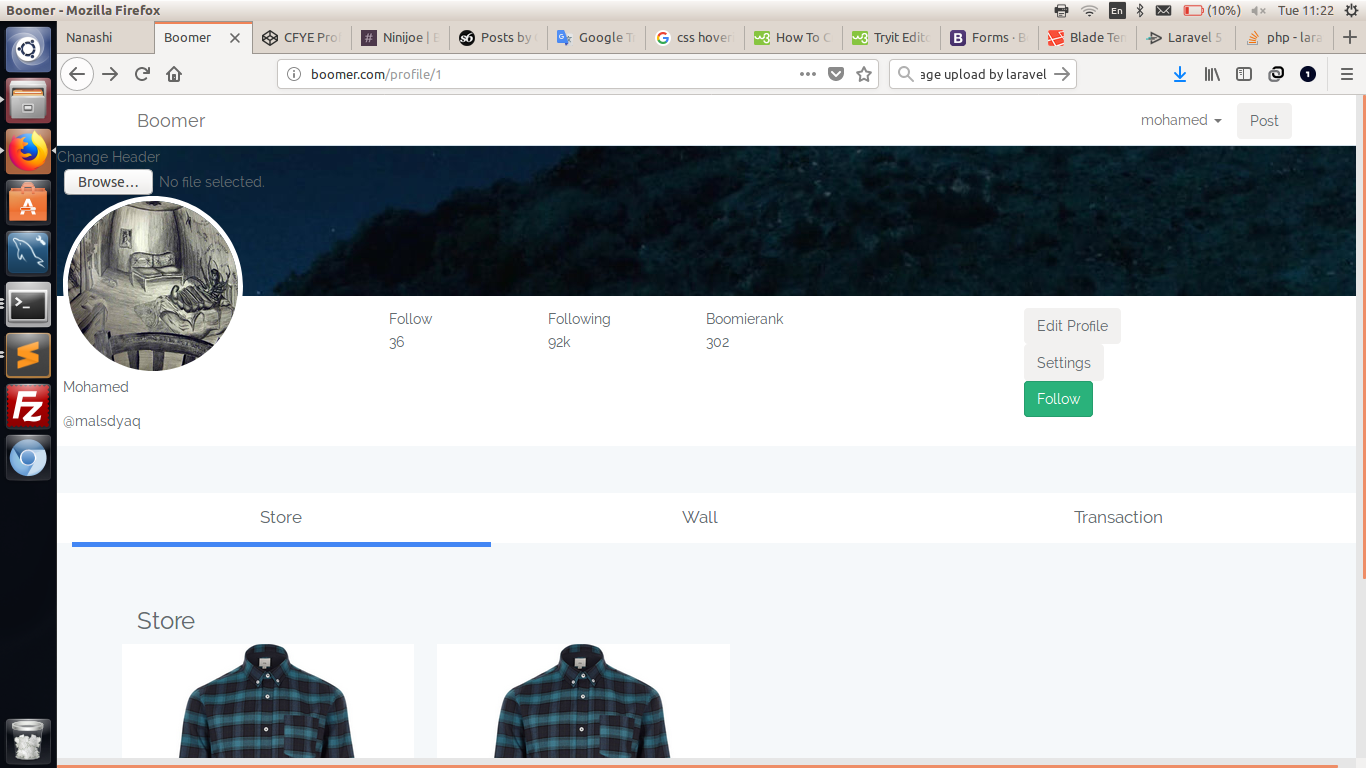 Boomer - Mozilla Firefox
En (10%) Tue 11:22
Nanashi Boomer CFYE Pro Ninijoe | Posts by Google css hover How To C Tryit Edito Forms · B Blade Laravel 5 php - lara
boomer.com/profile/1 age upload by laravel 1
Boomer mohamed Post
Change Header
Browse... No file selected.
Follow Following Boomierank Edit Profile
36 92k 302
Settings
Mohamed Follow
@malsdyaq
Store Wall Transaction
Store